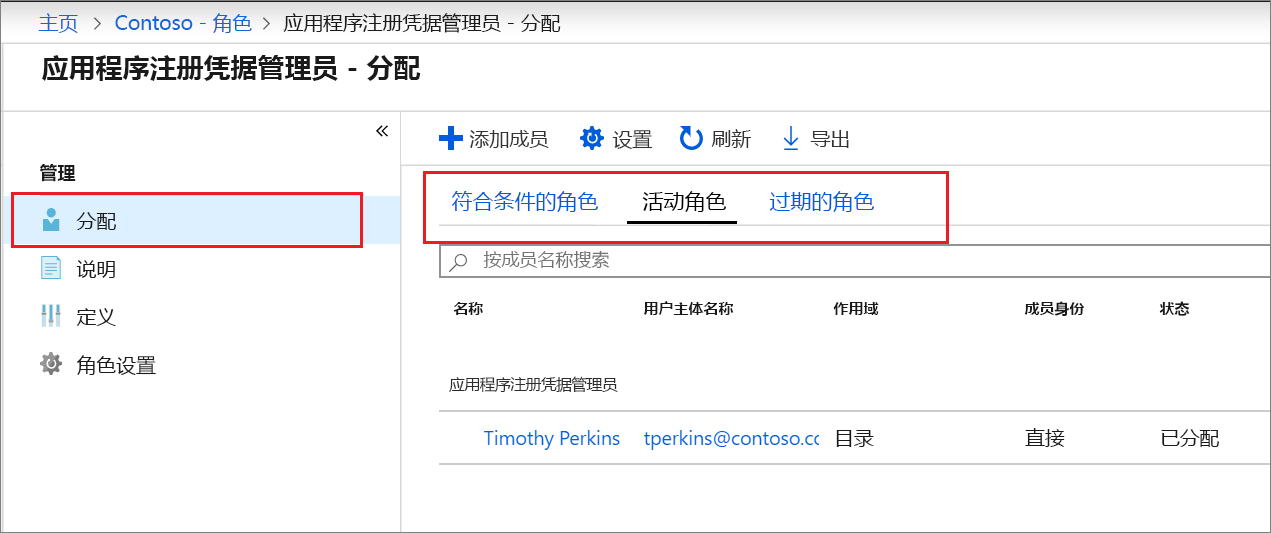 主页 > Contoso - 角色 > 应用程序注册凭据管理员 - 分配
应用程序注册凭据管理员 - 分配
«
管理
分配
说明
定义
角色设置
添加成员 设置 刷新 导出
符合条件的角色 活动角色 过期的角色
按成员名称搜索
名称 用户主体名称 作用域 成员身份 状态
应用程序注册凭据管理员
Timothy Perkins tperkins@contoso.cc 目录 直接 已分配